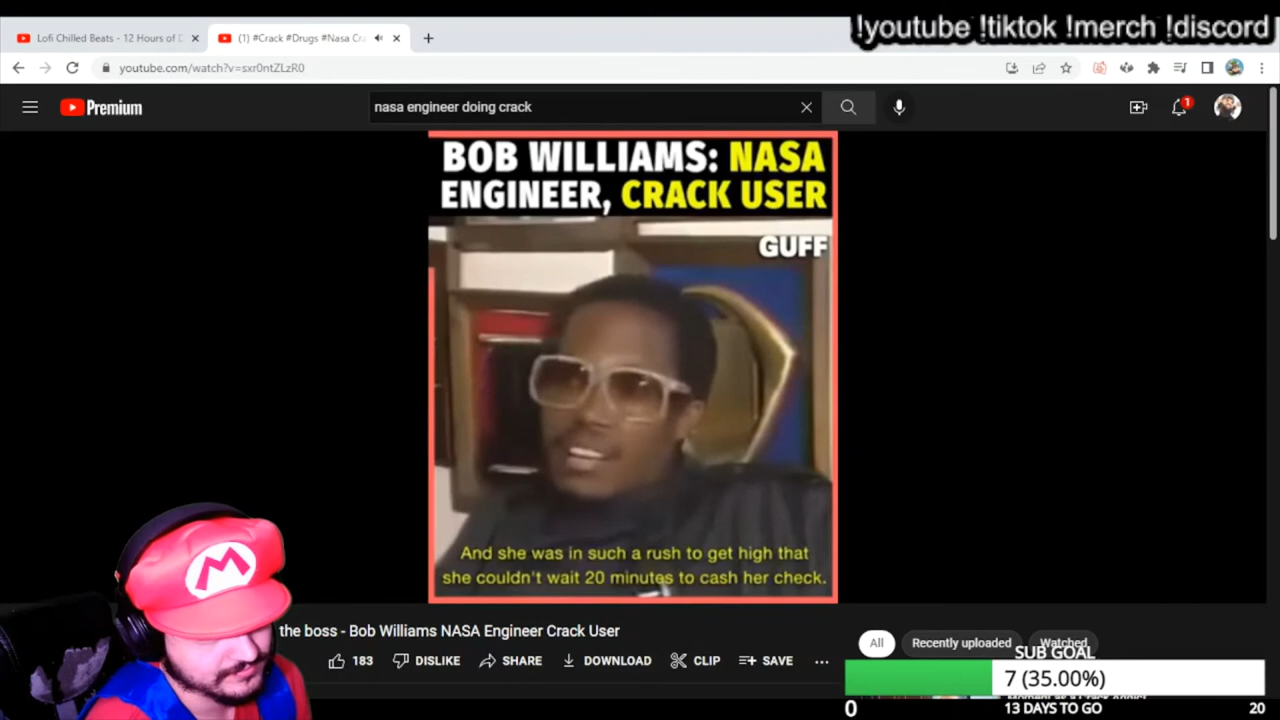 !youtube !tiktok !merch !discord
Lofi Chilled Beats - 12 Hours of
(1) #Crack #Drugs #Nasa Cra
youtube.com/watch?v=sxr0ntZLzR0
Premium
nasa engineer doing crack
1
BOB WILLIAMS: NASA
ENGINEER, CRACK USER
GUFF
And she was in such a rush to get high that
she couldn't wait 20 minutes to cash her check.
M
the boss - Bob Williams NASA Engineer Crack User
183 DISLIKE SHARE DOWNLOAD CLIP SAVE
All Recently uploaded Watched
SUB GOAL
7 (35.00%)
0 13 DAYS TO GO 20